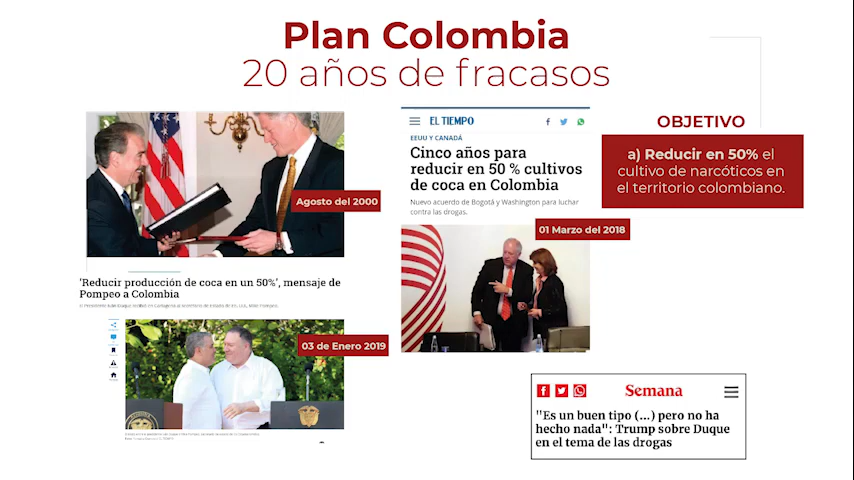 Plan Colombia
20 años de fracasos
Agosto del 2000
'Reducir producción de coca en un 50%', mensaje de
Pompeo a Colombia
03 de Enero 2019
EL TIEMPO
EEUU Y CANADÁ
Cinco años para
reducir en 50 % cultivos
de coca en Colombia
Nuevo acuerdo de Bogotá y Washington para luchar
contra las drogas.
01 Marzo del 2018
OBJETIVO
a) Reducir en 50% el
cultivo de narcóticos en
el territorio colombiano.
Semana
"Es un buen tipo (...) pero no ha
hecho nada": Trump sobre Duque
en el tema de las drogas